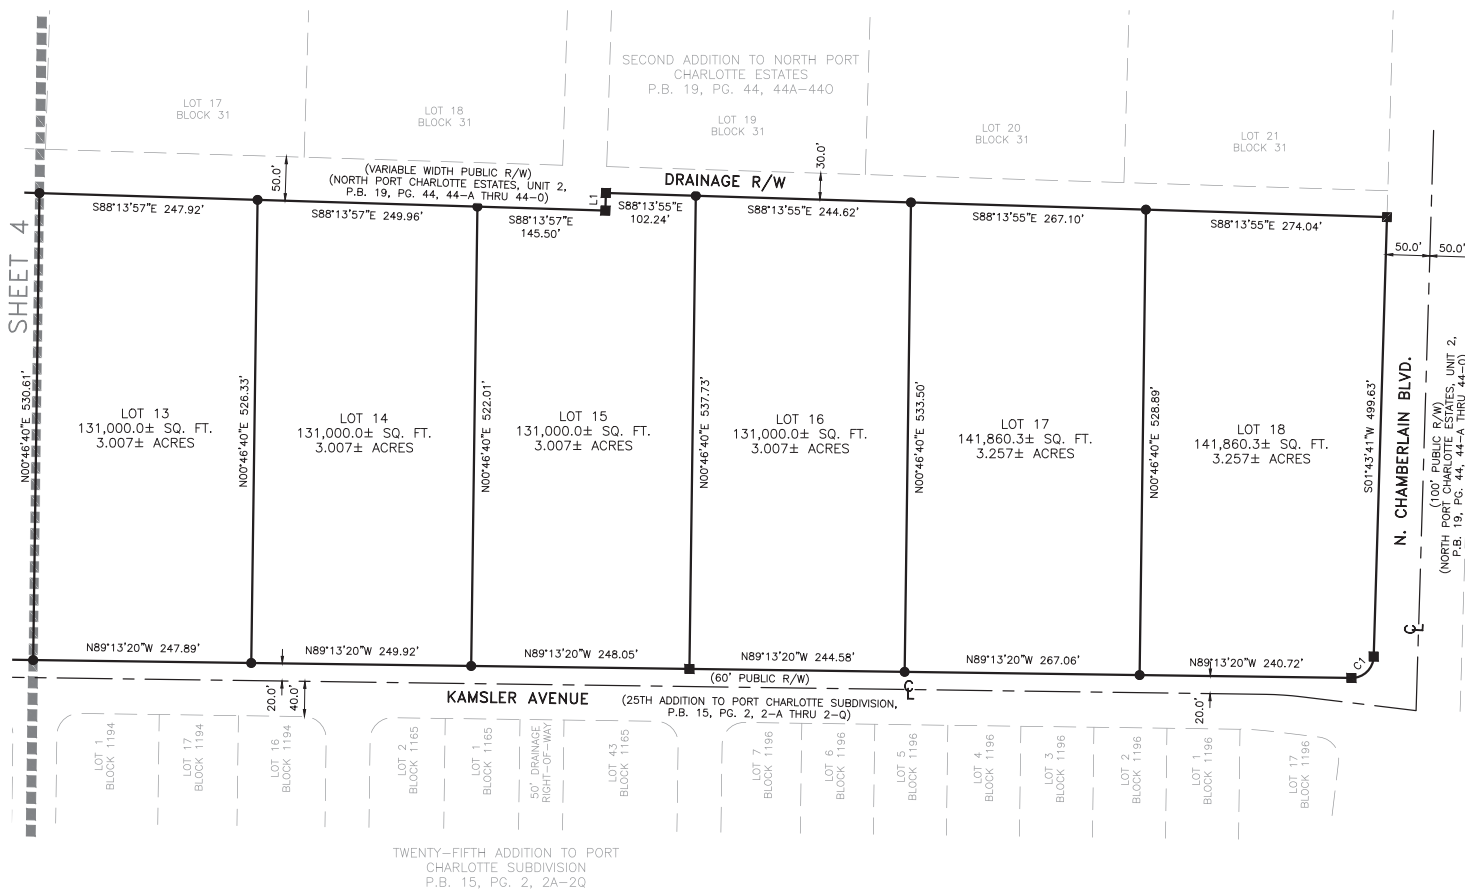 SECOND ADDITION TO NORTH PORT
CHARLOTTE ESTATES
P.B. 19, PG. 44, 44A-44O
LOT 17
BLOCK 31
LOT 18
BLOCK 31
LOT 19
BLOCK 31
LOT 20
BLOCK 31
LOT 21
BLOCK 31
50.0'
(VARIABLE WIDTH PUBLIC R/W)
(NORTH PORT CHARLOTTE ESTATES, UNIT 2,
P.B. 19, PG. 44, 44-A THRU 44-O)
30.0'
DRAINAGE R/W
L1
S88°13'57"E 247.92'
S88°13'57"E 249.96'
S88°13'57"E
145.50'
S88°13'55"E
102.24'
S88°13'55"E 244.62'
S88°13'55"E 267.10'
S88°13'55"E 274.04'
50.0'
50.0'
SHEET 4
N00°46'40"E 530.61'
LOT 13
131,000.0± SQ. FT.
3.007± ACRES
N00°46'40"E 526.33'
LOT 14
131,000.0± SQ. FT.
3.007± ACRES
N00°46'40"E 522.01'
LOT 15
131,000.0± SQ. FT.
3.007± ACRES
N00°46'40"E 537.73'
LOT 16
131,000.0± SQ. FT.
3.007± ACRES
N00°46'40"E 533.50'
LOT 17
141,860.3± SQ. FT.
3.257± ACRES
N00°46'40"E 528.89'
LOT 18
141,860.3± SQ. FT.
3.257± ACRES
S01°43'41"W 499.63'
N. CHAMBERLAIN BLVD.
(100' PUBLIC R/W)
(NORTH PORT CHARLOTTE ESTATES, UNIT 2,
P.B. 19, PG. 44, 44-A THRU 44-O)
CL
N89°13'20"W 247.89'
N89°13'20"W 249.92'
N89°13'20"W 248.05'
N89°13'20"W 244.58'
N89°13'20"W 267.06'
N89°13'20"W 240.72'
C1
20.0'
40.0'
KAMSLER AVENUE
(60' PUBLIC R/W)
CL
(25TH ADDITION TO PORT CHARLOTTE SUBDIVISION,
P.B. 15, PG. 2, 2-A THRU 2-Q)
20.0'
LOT 1
BLOCK 1194
LOT 17
BLOCK 1194
LOT 16
BLOCK 1194
LOT 2
BLOCK 1165
LOT 1
BLOCK 1165
50' DRAINAGE
RIGHT-OF-WAY
LOT 43
BLOCK 1165
LOT 7
BLOCK 1196
LOT 6
BLOCK 1196
LOT 5
BLOCK 1196
LOT 4
BLOCK 1196
LOT 3
BLOCK 1196
LOT 2
BLOCK 1196
LOT 1
BLOCK 1196
LOT 17
BLOCK 1196
TWENTY-FIFTH ADDITION TO PORT
CHARLOTTE SUBDIVISION
P.B. 15, PG. 2, 2A-2Q